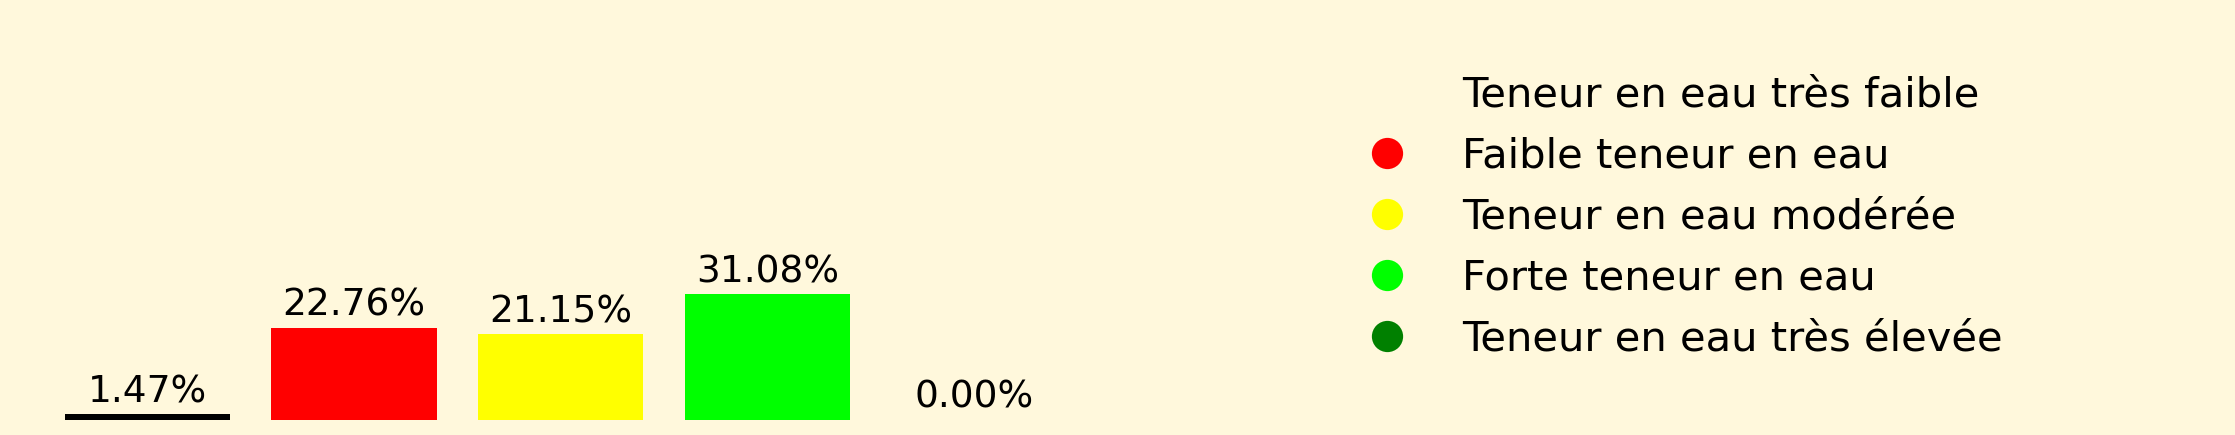 1.47%
22.76%
21.15%
31.08%
0.00%
Teneur en eau très faible
Faible teneur en eau
Teneur en eau modérée
Forte teneur en eau
Teneur en eau très élevée